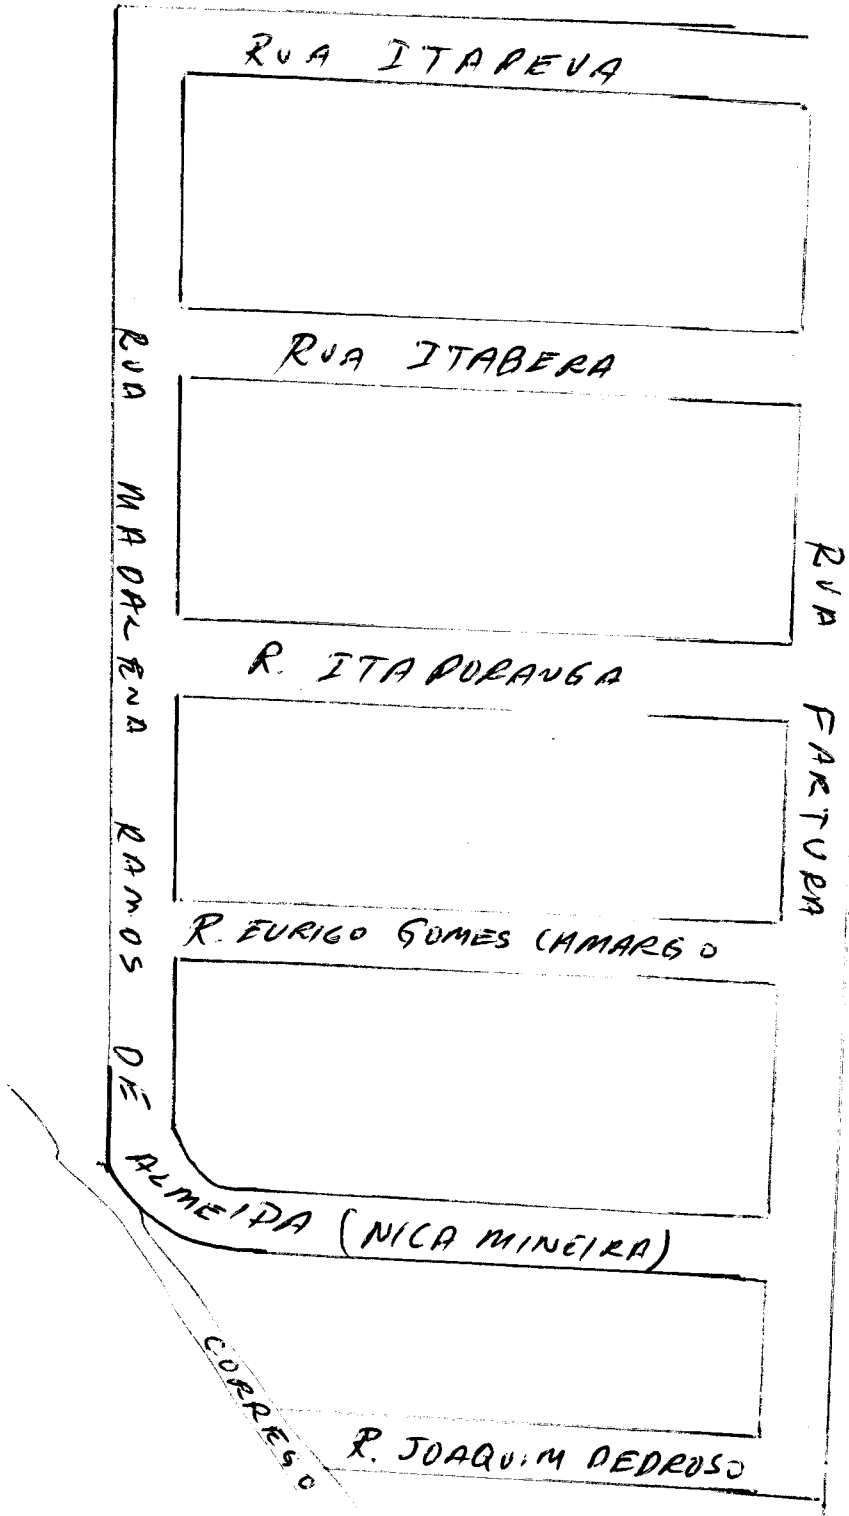 RUA ITAPEVA
RUA ITABERA
RUA MADALENA RAMOS DE ALMEIDA (NICA MINEIRA)
RUA FARTURA
R. ITAPORANGA
R. EURIGO GOMES CAMARGO
CORREGO
R. JOAQUIM PEDROSO